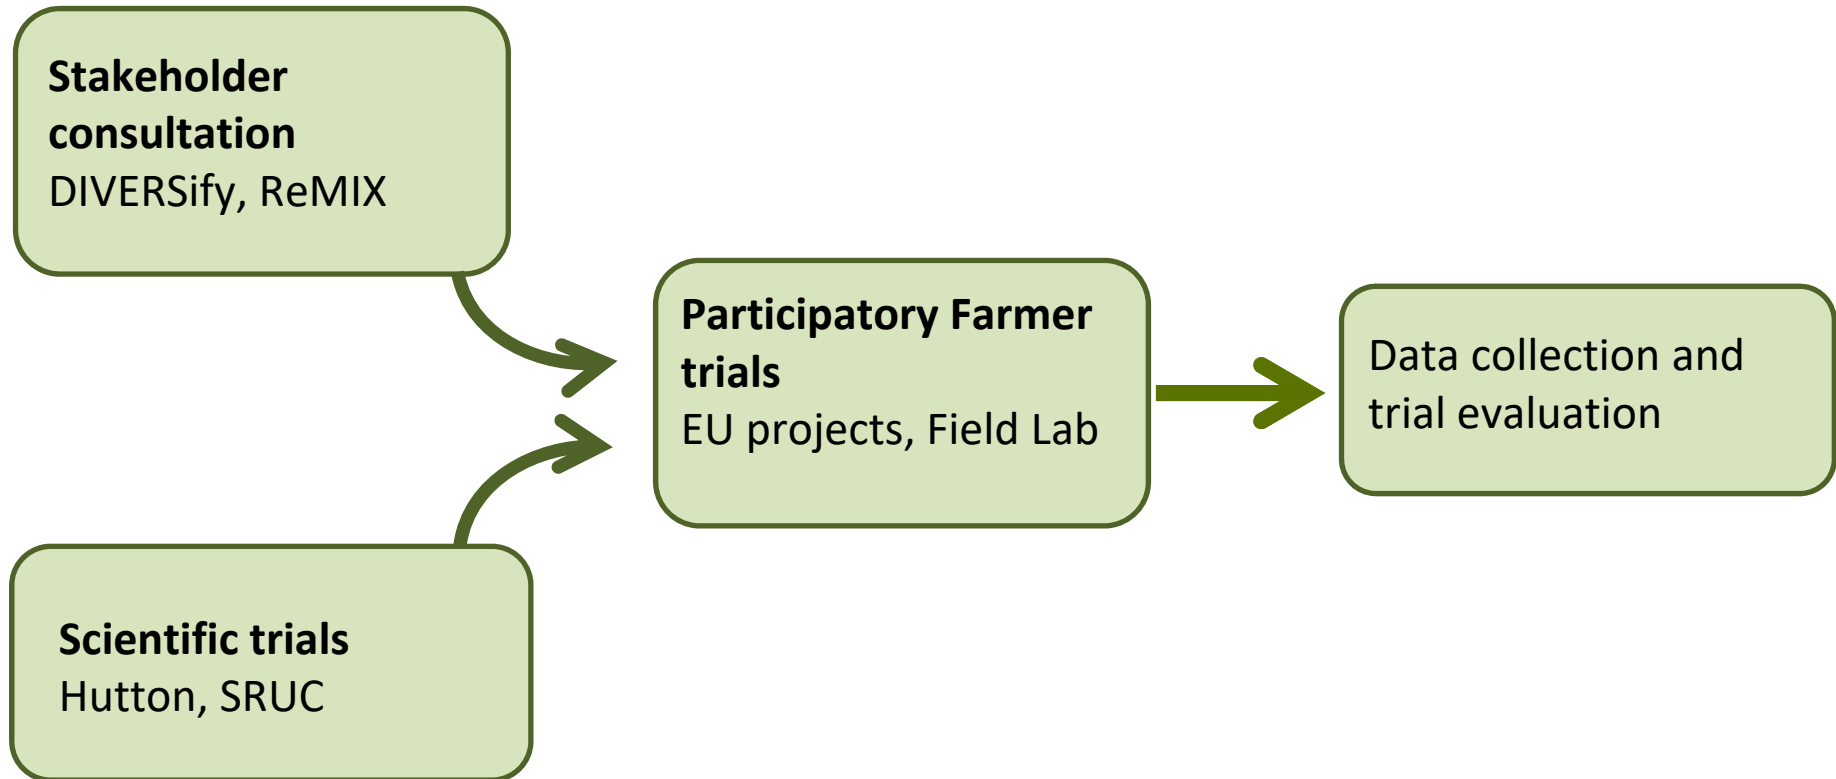 Stakeholder
consultation
DIVERSify, ReMIX
Participatory Farmer
trials
EU projects, Field Lab
Data collection and
trial evaluation
Scientific trials
Hutton, SRUC